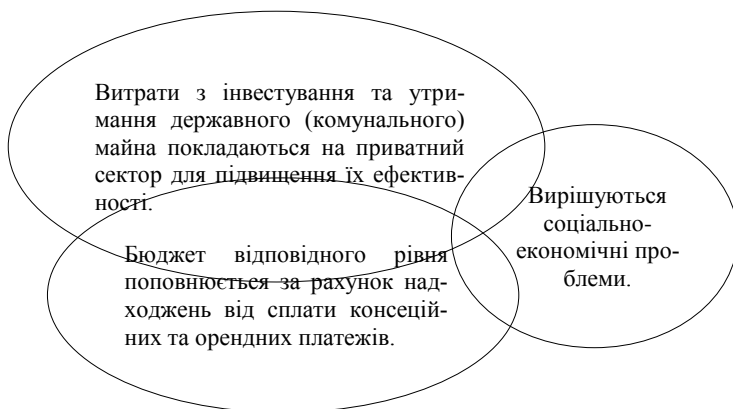 Витрати з інвестування та утри-
мання державного (комунального)
майна покладаються на приватний
сектор для підвищення їх ефектив-
ності.
Бюджет відповідного рівня
поповнюється за рахунок над-
ходжень від сплати консецій-
них та орендних платежів.
Вирішуються
соціально-
економічні про-
блеми.